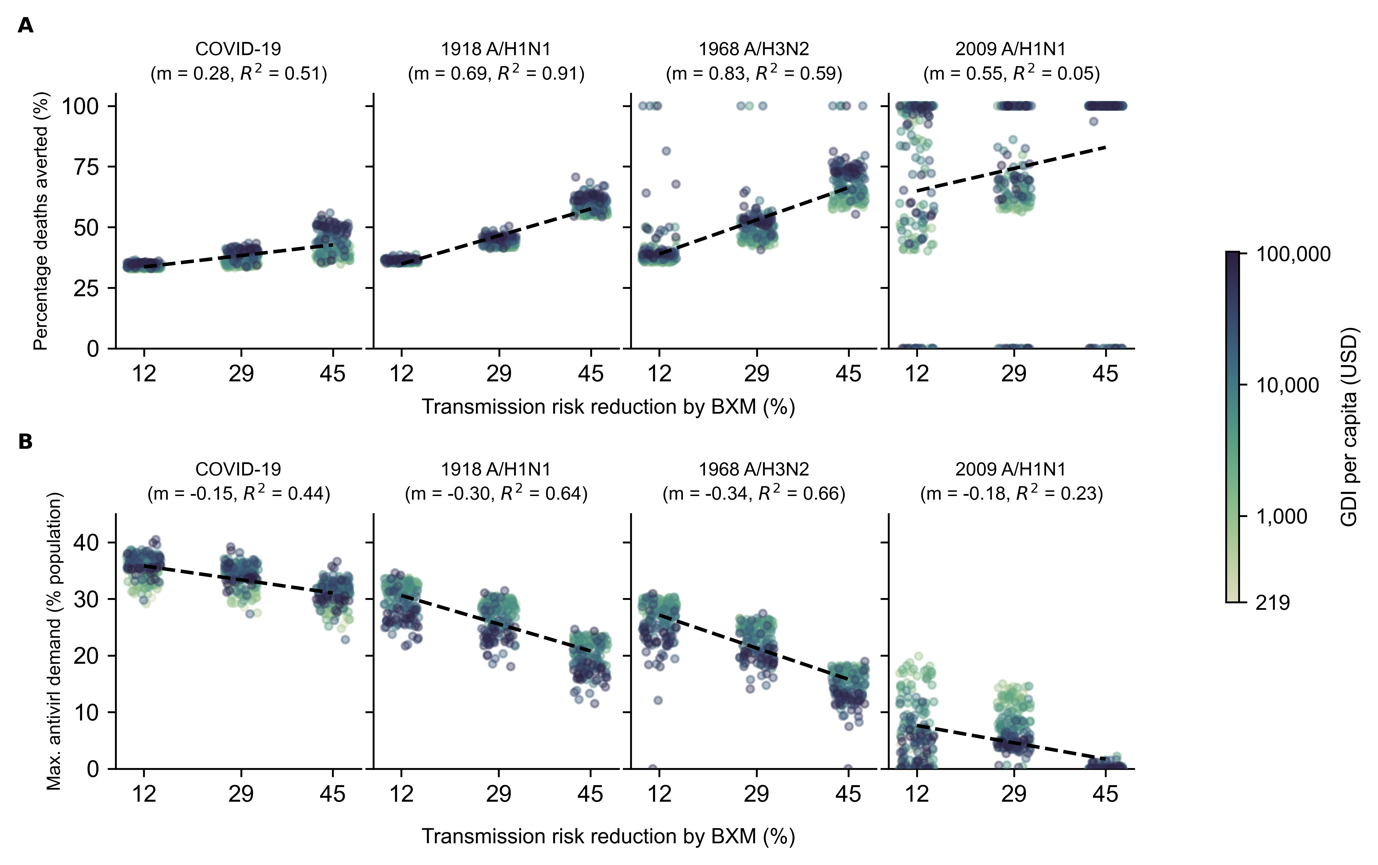 A
COVID-19
(m = 0.28, R² = 0.51)
1918 A/H1N1
(m = 0.69, R² = 0.91)
1968 A/H3N2
(m = 0.83, R² = 0.59)
2009 A/H1N1
(m = 0.55, R² = 0.05)
Percentage deaths averted (%)
100
75
50
25
0
12 29 45
12 29 45
12 29 45
12 29 45
Transmission risk reduction by BXM (%)
B
COVID-19
(m = -0.15, R² = 0.44)
1918 A/H1N1
(m = -0.30, R² = 0.64)
1968 A/H3N2
(m = -0.34, R² = 0.66)
2009 A/H1N1
(m = -0.18, R² = 0.23)
Max. antivirl demand (% population)
40
30
20
10
0
12 29 45
12 29 45
12 29 45
12 29 45
Transmission risk reduction by BXM (%)
100,000
10,000
1,000
219
GDI per capita (USD)